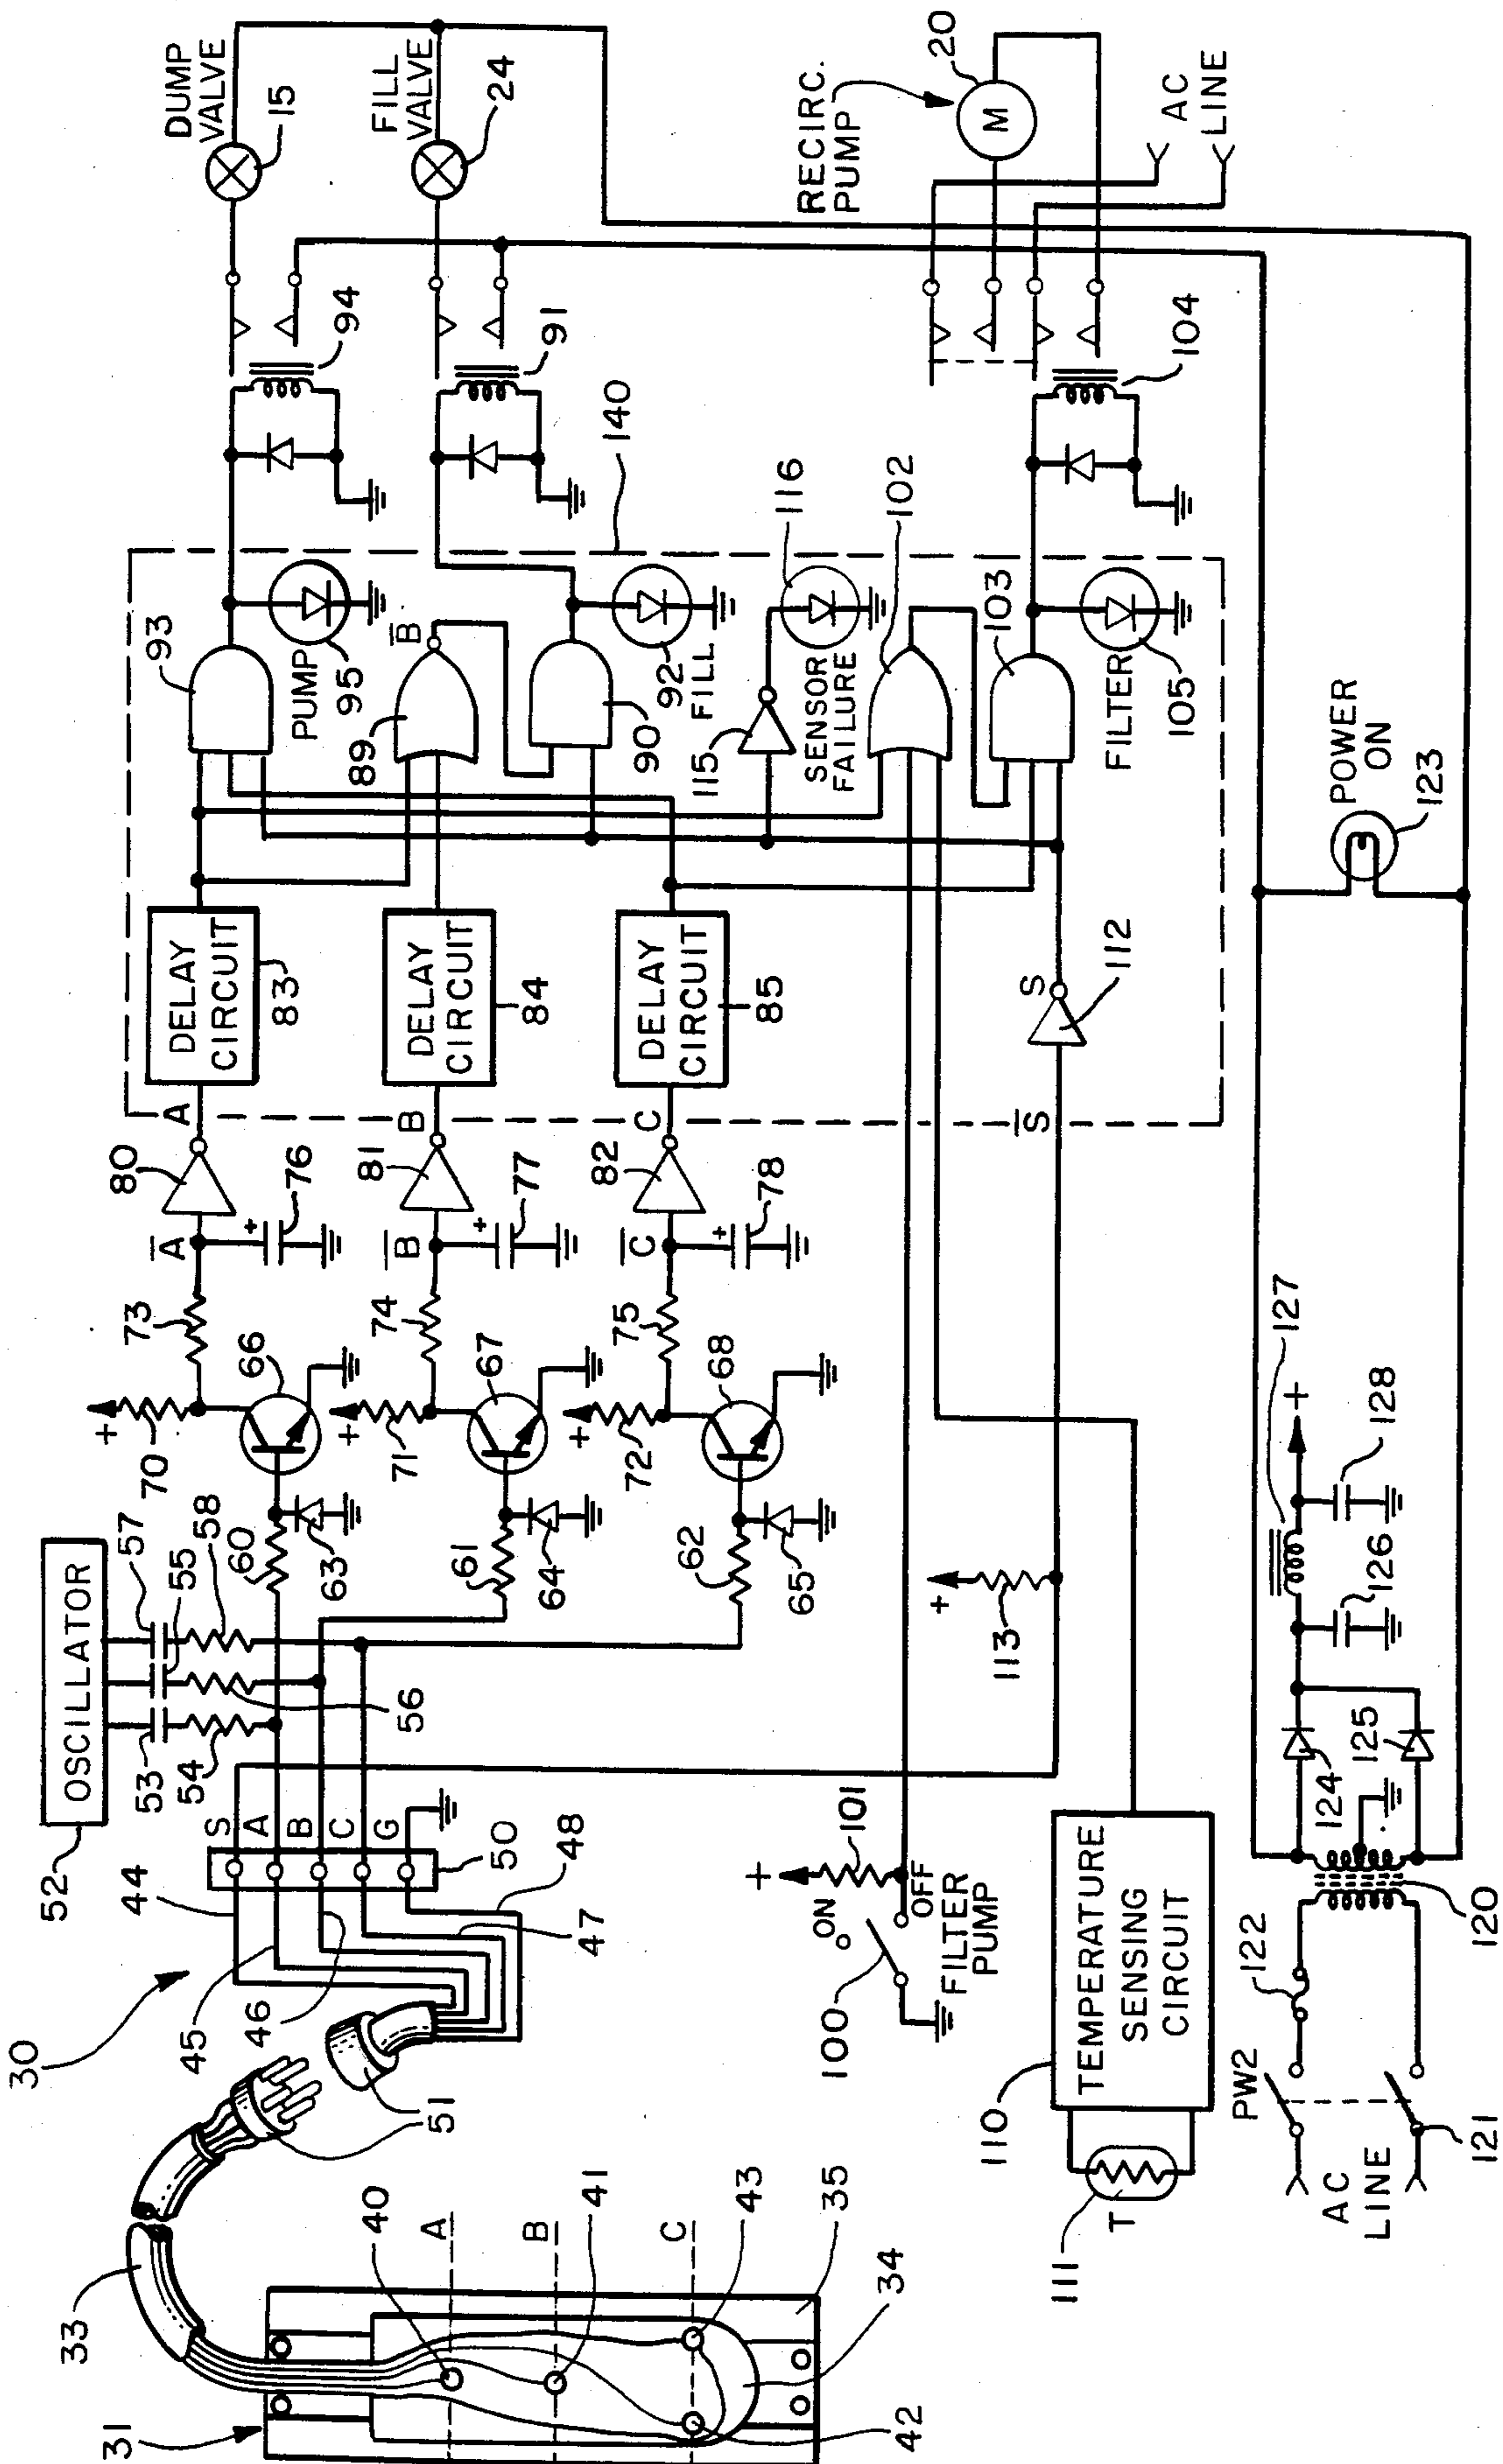 30
33
31
40
A
41
B
C
43
42
34
35
51
45
46
44
47
48
50
S
A
B
C
G
52
OSCILLATOR
53
54
55
56
57
58
60
61
62
63
64
65
+
70
+
71
+
72
66
67
68
73
74
75
A
B
C
+
76
+
77
+
78
80
81
82
A
B
C
S
DELAY
CIRCUIT
83
DELAY
CIRCUIT
84
DELAY
CIRCUIT
85
93
PUMP
95
89
B
90
92
FILL
115
SENSOR
FAILURE
116
102
103
FILTER
105
S
112
140
94
91
104
DUMP
VALVE
15
FILL
VALVE
24
RECIRC.
PUMP
20
M
AC
LINE
+
101
ON
OFF
100
FILTER
PUMP
+
113
110
TEMPERATURE
SENSING
CIRCUIT
111
T
PW2
AC
LINE
121
122
120
124
125
126
127
128
+
POWER
ON
123